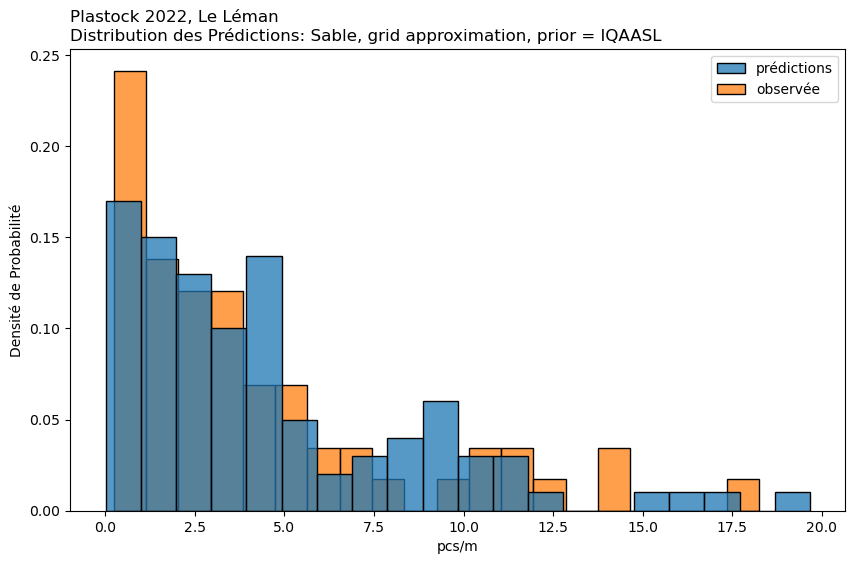 Plastock 2022, Le Léman
Distribution des Prédictions: Sable, grid approximation, prior = IQAASL
prédictions
observée
Densité de Probabilité
0.25
0.20
0.15
0.10
0.05
0.00
0.0 2.5 5.0 7.5 10.0 12.5 15.0 17.5 20.0
pcs/m